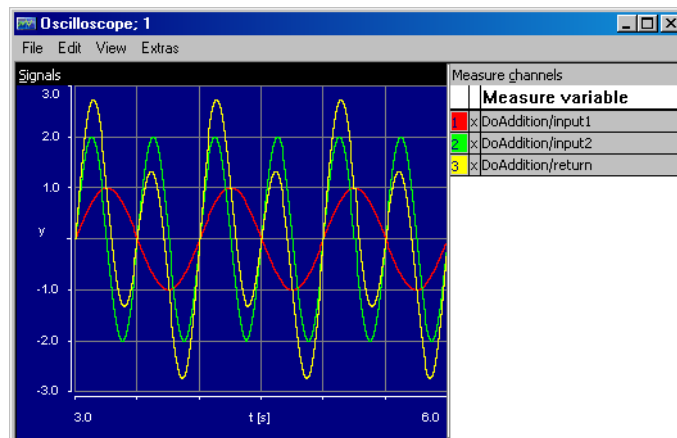 Oscilloscope; 1
File Edit View Extras
Signals
3.0
2.0
1.0
y
-1.0
-2.0
-3.0
3.0 t [s] 6.0
Measure channels
Measure variable
1 x DoAddition/input1
2 x DoAddition/input2
3 x DoAddition/return